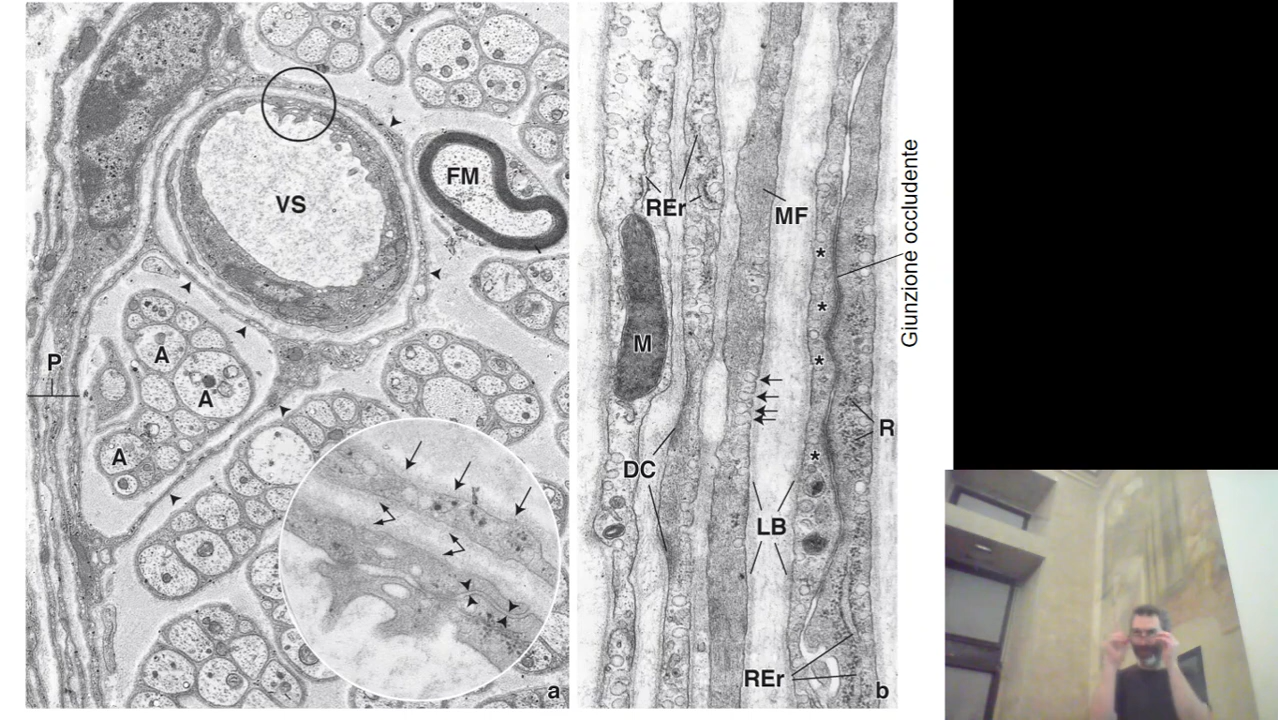 VS
FM
P
A
A
A
a
REr
MF
*
*
M
*
DC
*
R
LB
REr
b
Giunzione occludente